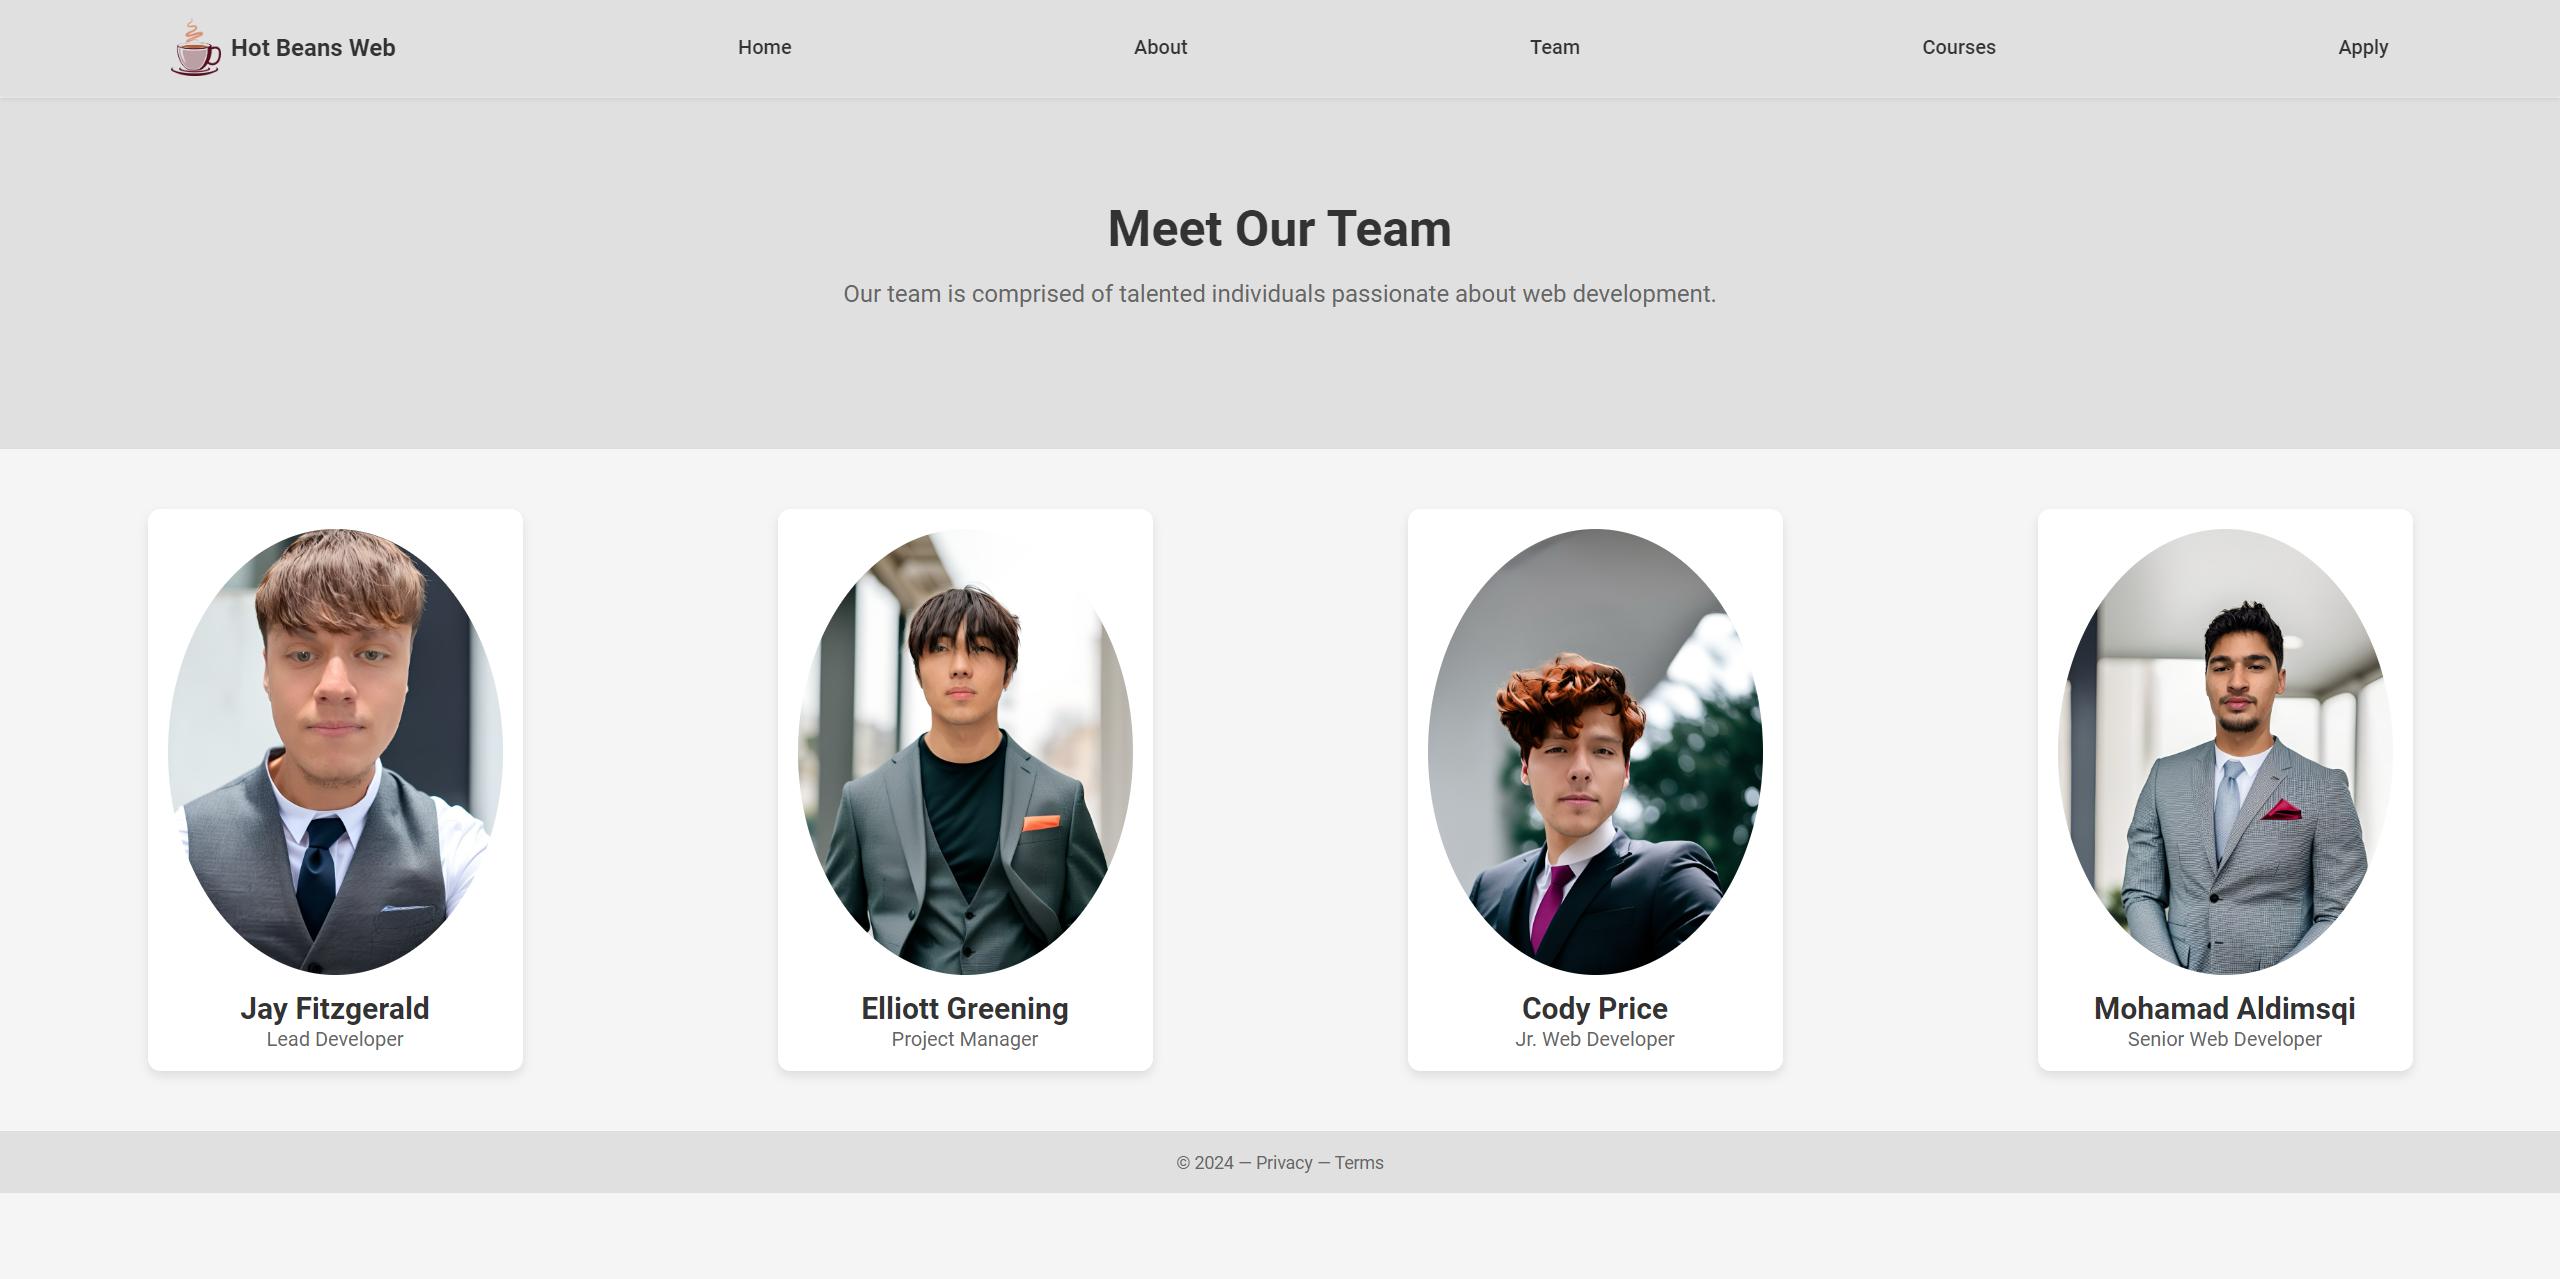 Hot Beans Web
Home
About
Team
Courses
Apply
Meet Our Team
Our team is comprised of talented individuals passionate about web development.
Jay Fitzgerald
Lead Developer
Elliott Greening
Project Manager
Cody Price
Jr. Web Developer
Mohamad Aldimsqi
Senior Web Developer
© 2024 — Privacy — Terms